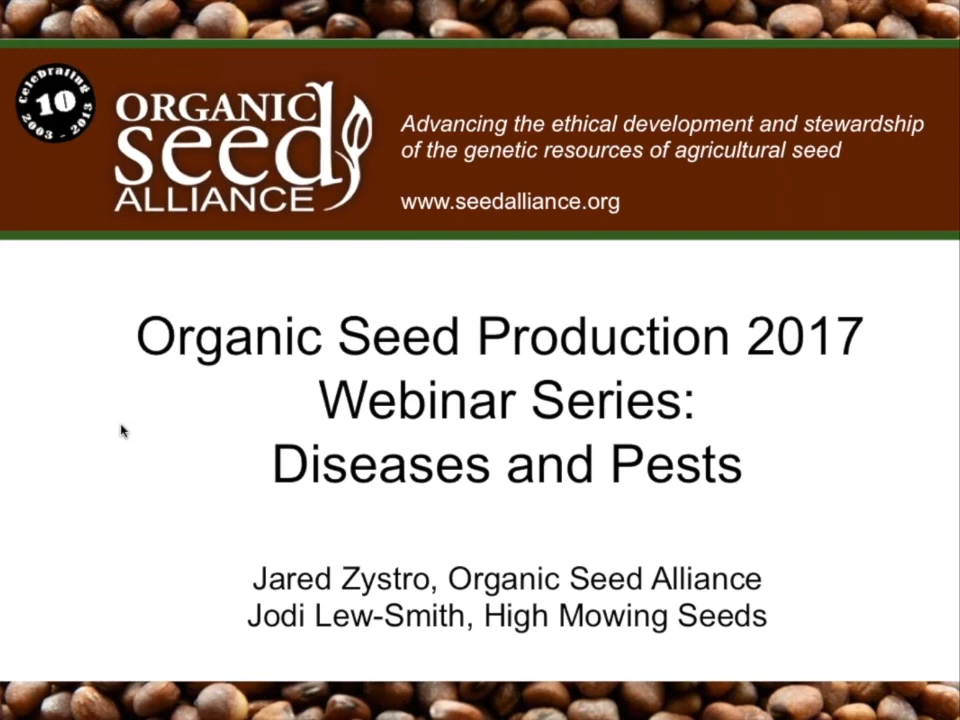 Celebrating
10
2003 - 2013
ORGANIC
seed
ALLIANCE
Advancing the ethical development and stewardship
of the genetic resources of agricultural seed
www.seedalliance.org
Organic Seed Production 2017
Webinar Series:
Diseases and Pests
Jared Zystro, Organic Seed Alliance
Jodi Lew-Smith, High Mowing Seeds